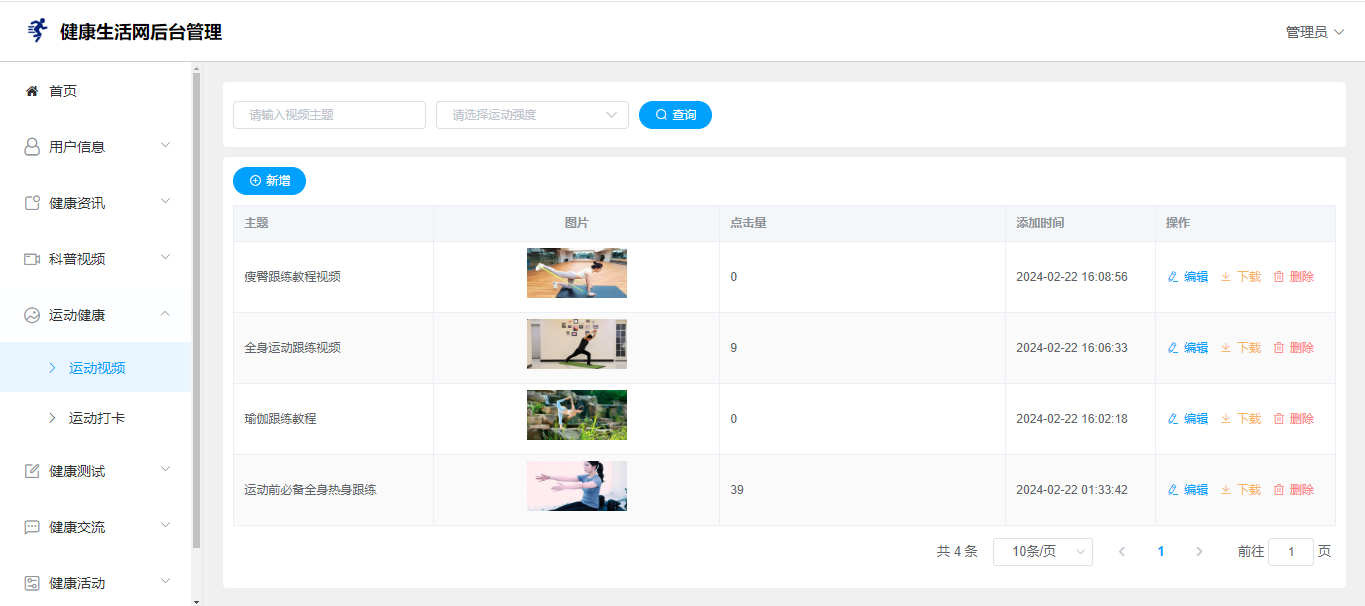 健康生活网后台管理
管理员
首页
用户信息
健康资讯
科普视频
运动健康
运动视频
运动打卡
健康测试
健康交流
健康活动
请输入视频主题 请选择运动强度 查询
新增
主题 图片 点击量 添加时间 操作
瘦臀跟练教程视频 0 2024-02-22 16:08:56 编辑 下载 删除
全身运动跟练视频 9 2024-02-22 16:06:33 编辑 下载 删除
瑜伽跟练教程 0 2024-02-22 16:02:18 编辑 下载 删除
运动前必备全身热身跟练 39 2024-02-22 01:33:42 编辑 下载 删除
共 4 条 10条/页 1 前往 1 页